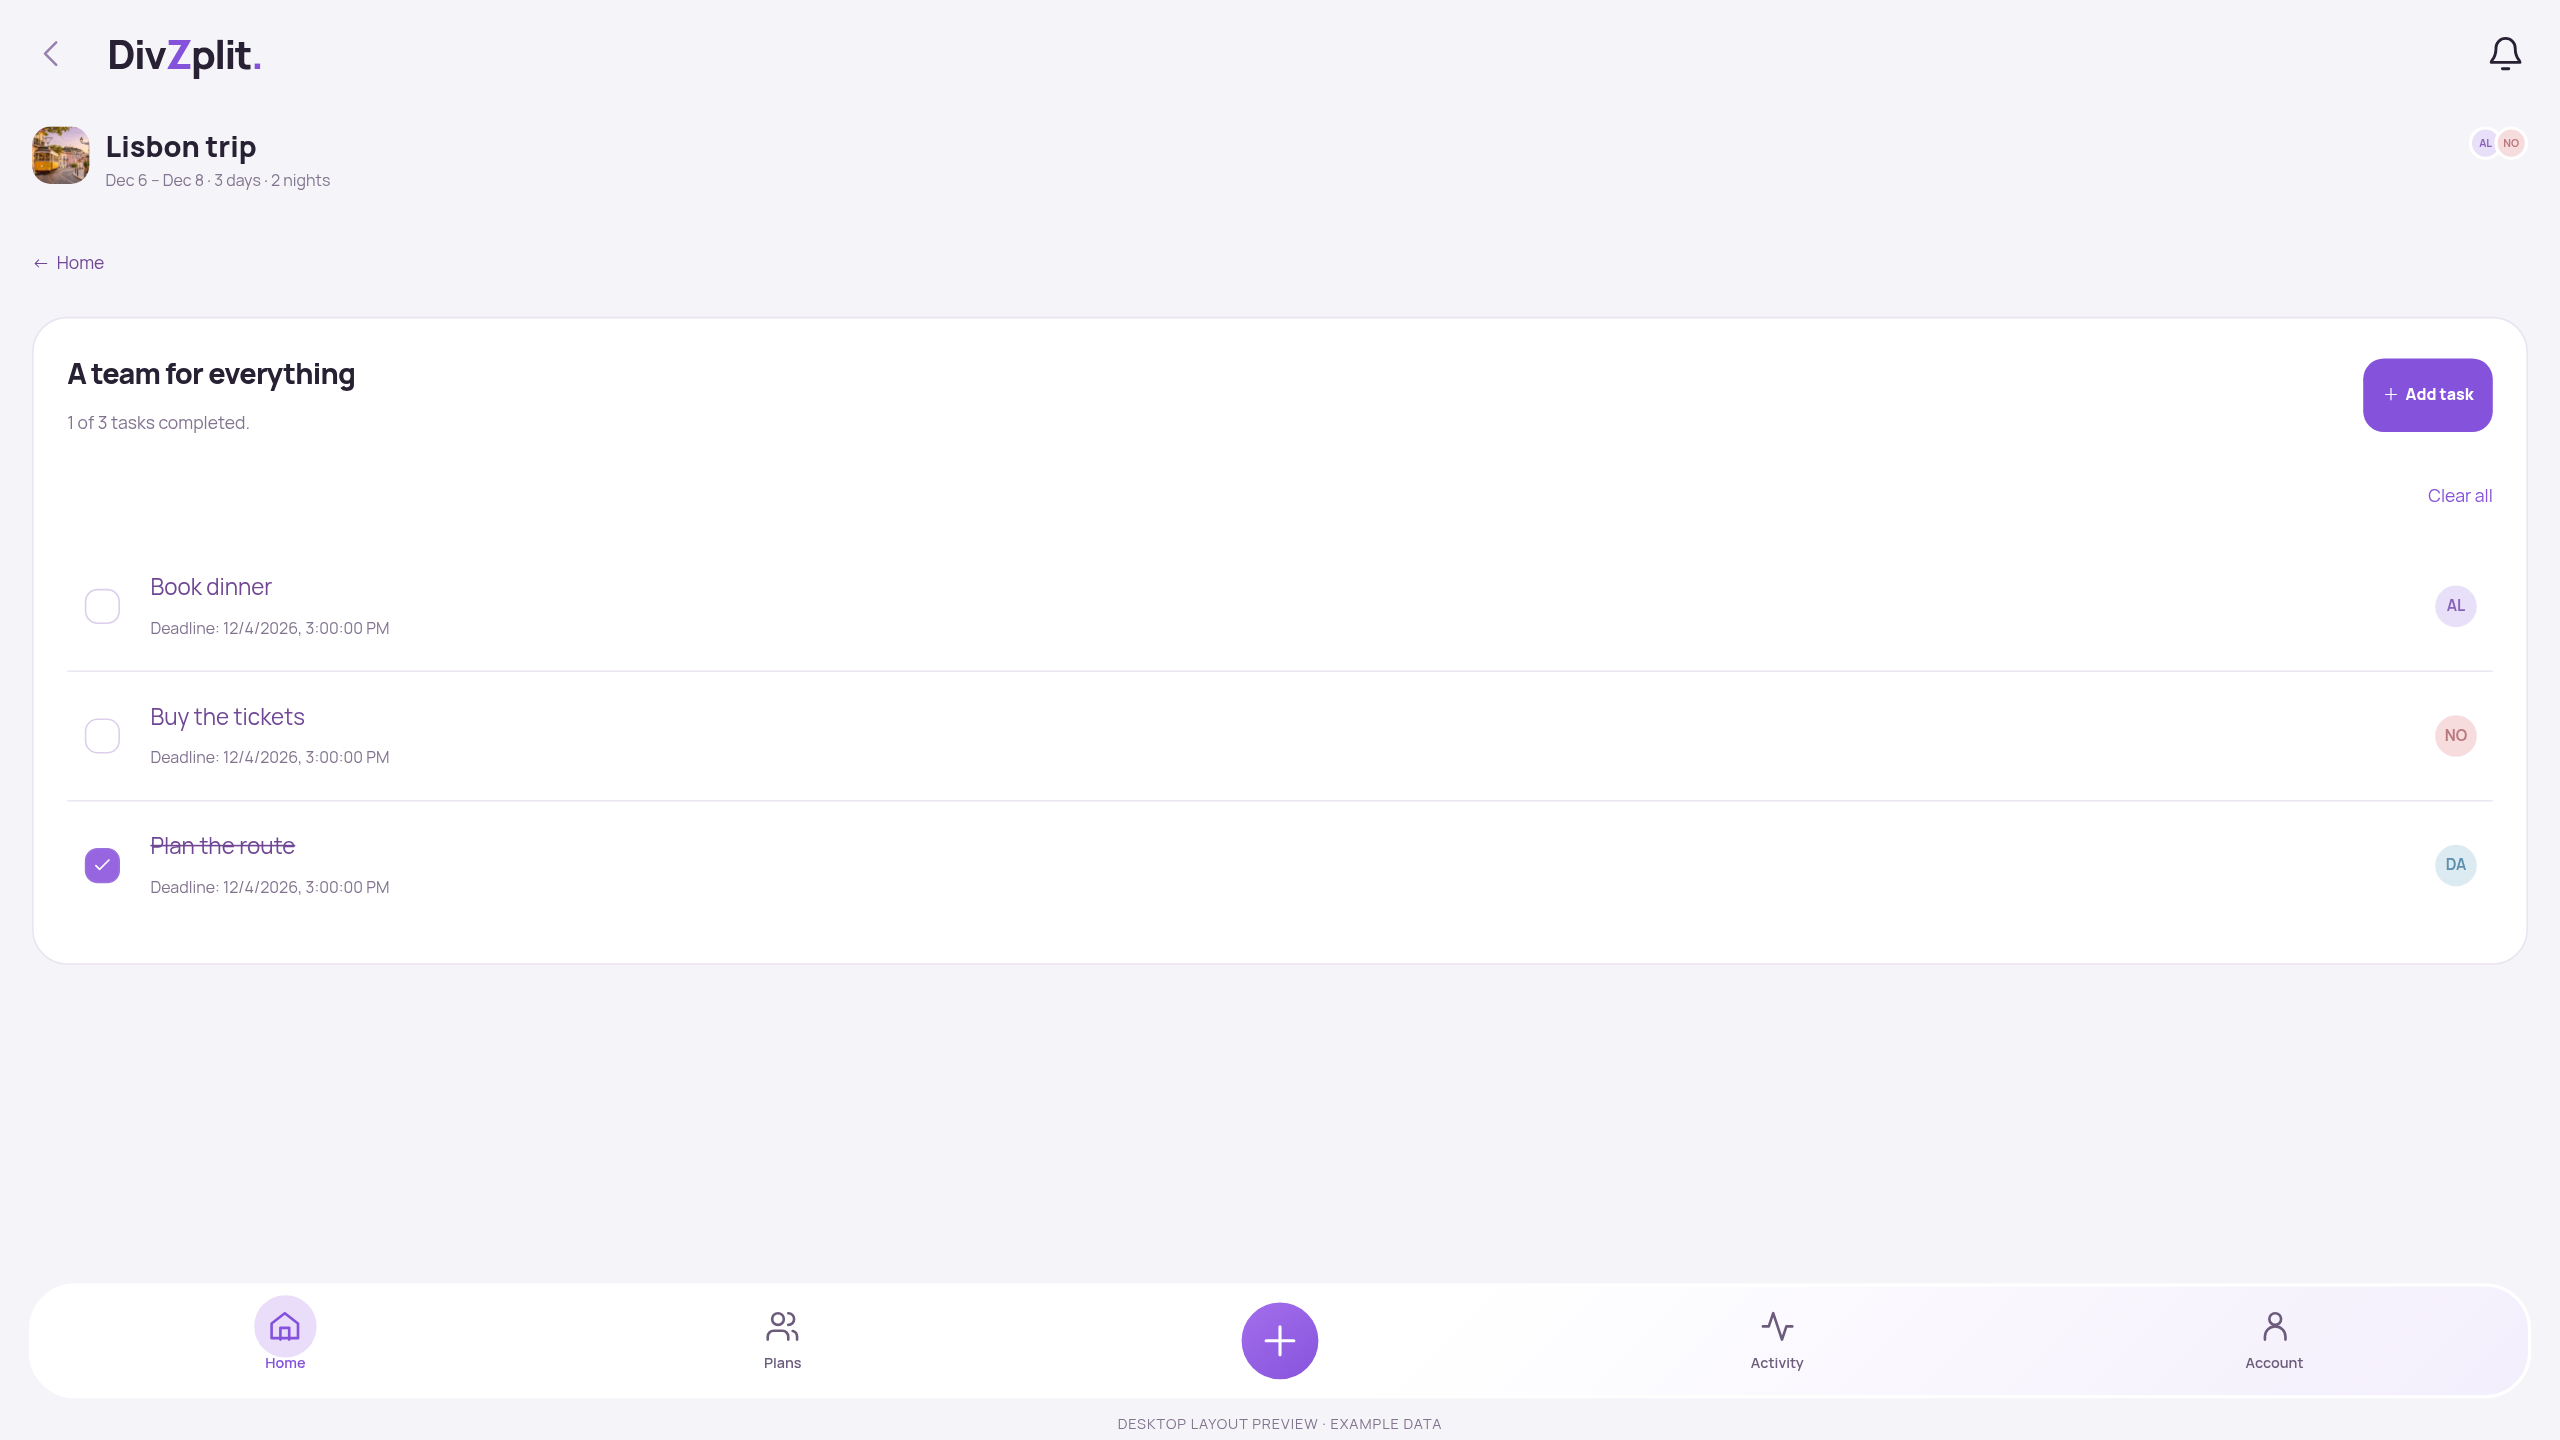 DivZplit.
Lisbon trip
Dec 6 – Dec 8 · 3 days · 2 nights
AL NO
← Home
A team for everything
1 of 3 tasks completed.
+ Add task
Clear all
Book dinner
Deadline: 12/4/2026, 3:00:00 PM
AL
Buy the tickets
Deadline: 12/4/2026, 3:00:00 PM
NO
Plan the route
Deadline: 12/4/2026, 3:00:00 PM
DA
Home
Plans
Activity
Account
DESKTOP LAYOUT PREVIEW · EXAMPLE DATA